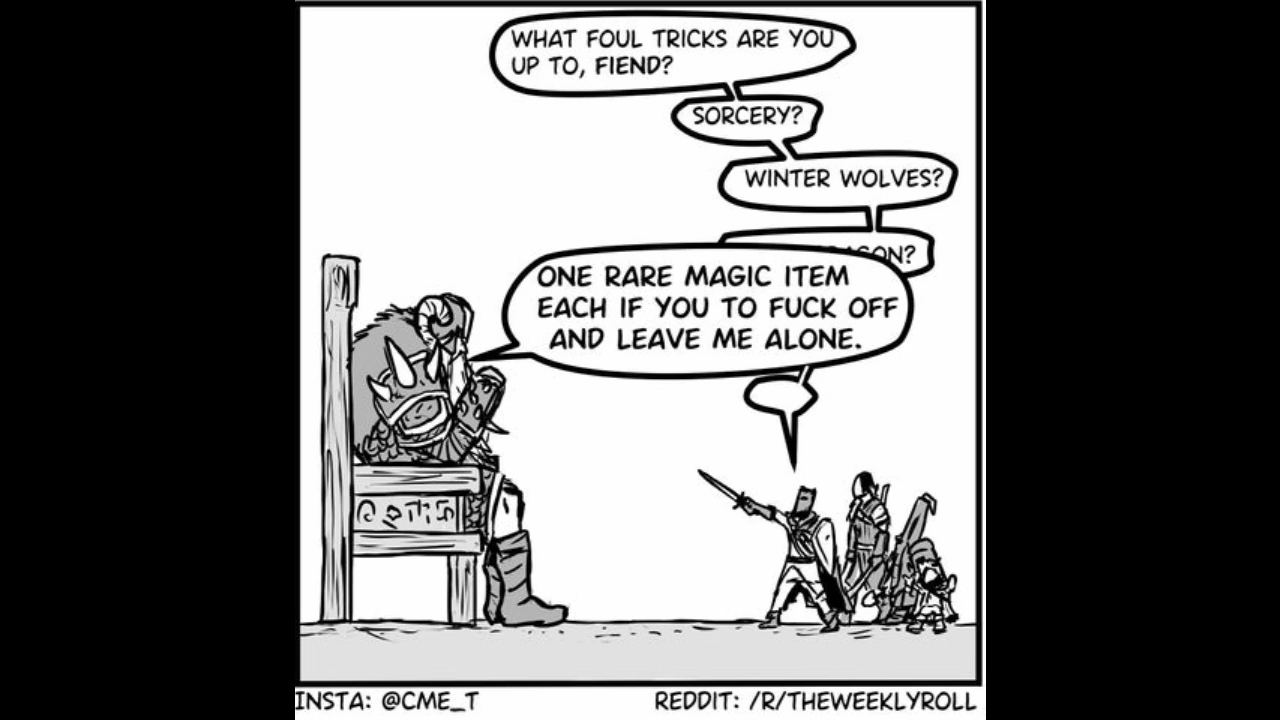 WHAT FOUL TRICKS ARE YOU
UP TO, FIEND?
SORCERY?
WINTER WOLVES?
ONE RARE MAGIC ITEM
EACH IF YOU TO FUCK OFF
AND LEAVE ME ALONE.
INSTA: @CME_T
REDDIT: /R/THEWEEKLYROLL